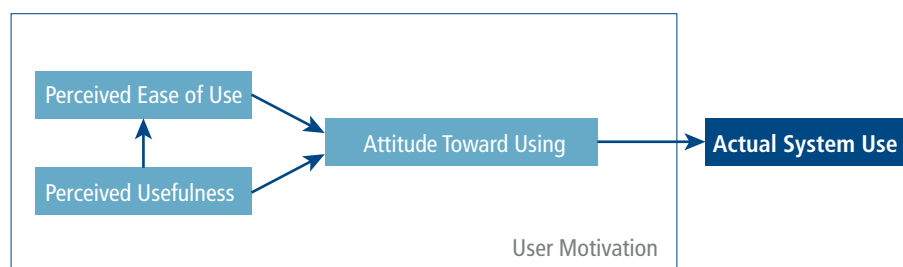 Perceived Ease of Use
Attitude Toward Using
Actual System Use
Perceived Usefulness
User Motivation